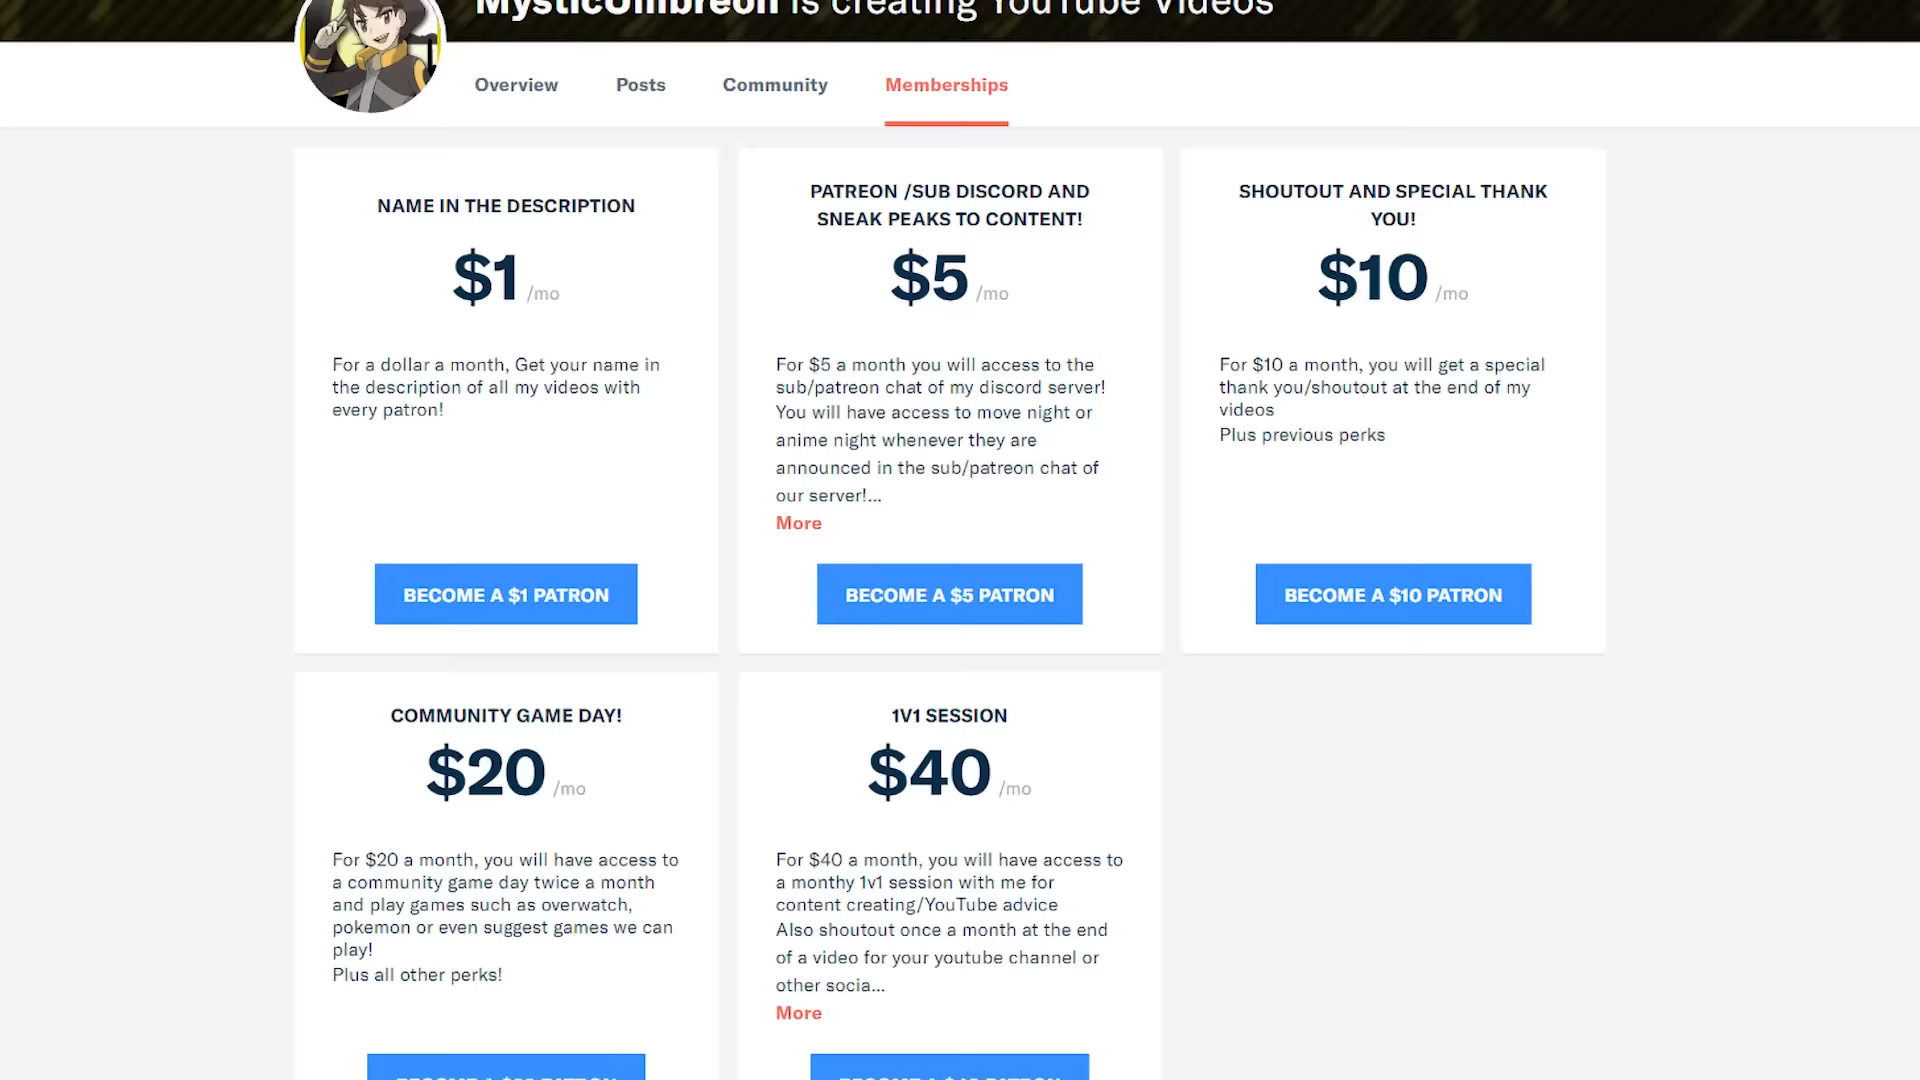 MysticUmbreon is creating YouTube Videos
Overview
Posts
Community
Memberships
NAME IN THE DESCRIPTION
$1 /mo
For a dollar a month, Get your name in
the description of all my videos with
every patron!
BECOME A $1 PATRON
PATREON /SUB DISCORD AND
SNEAK PEAKS TO CONTENT!
$5 /mo
For $5 a month you will access to the
sub/patreon chat of my discord server!
You will have access to move night or
anime night whenever they are
announced in the sub/patreon chat of
our server!...
More
BECOME A $5 PATRON
SHOUTOUT AND SPECIAL THANK
YOU!
$10 /mo
For $10 a month, you will get a special
thank you/shoutout at the end of my
videos
Plus previous perks
BECOME A $10 PATRON
COMMUNITY GAME DAY!
$20 /mo
For $20 a month, you will have access to
a community game day twice a month
and play games such as overwatch,
pokemon or even suggest games we can
play!
Plus all other perks!
BECOME A $20 PATRON
1V1 SESSION
$40 /mo
For $40 a month, you will have access to
a monthy 1v1 session with me for
content creating/YouTube advice
Also shoutout once a month at the end
of a video for your youtube channel or
other socia...
More
BECOME A $40 PATRON